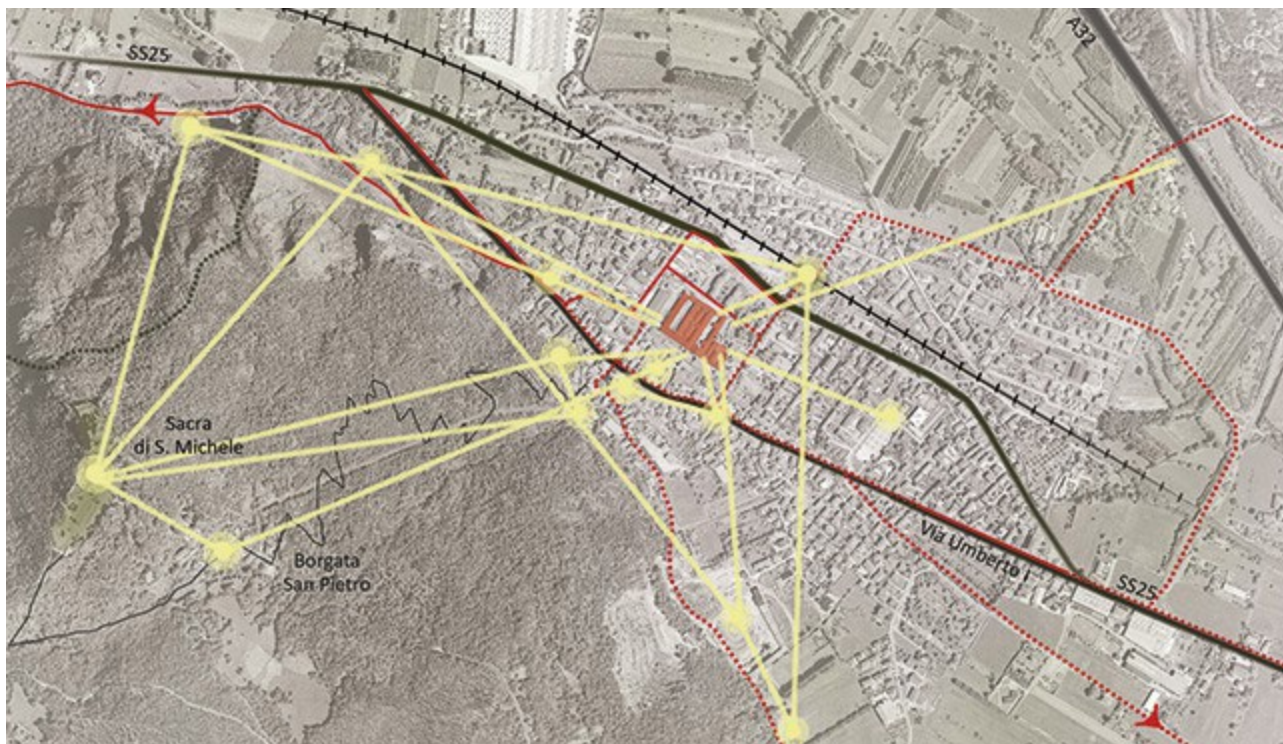 SS25
A32
Sacra
di S. Michele
Borgata
San Pietro
Via Umberto I
SS25